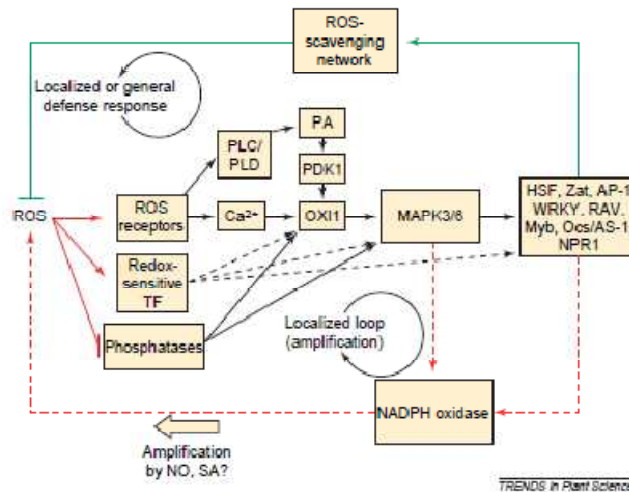 ROS-
scavenging
network
Localized or general
defense response
PLC/
PLD
PA
PDK1
ROS
ROS
receptors
Ca2+
OXI1
MAPK3/6
HSF, Zat, AP-1
WRKY, RAV,
Myb, Ocs/AS-1
NPR1
Redox-
sensitive
TF
Phosphatases
Localized loop
(amplification)
NADPH oxidase
Amplification
by NO, SA?
TRENDS in Plant Science